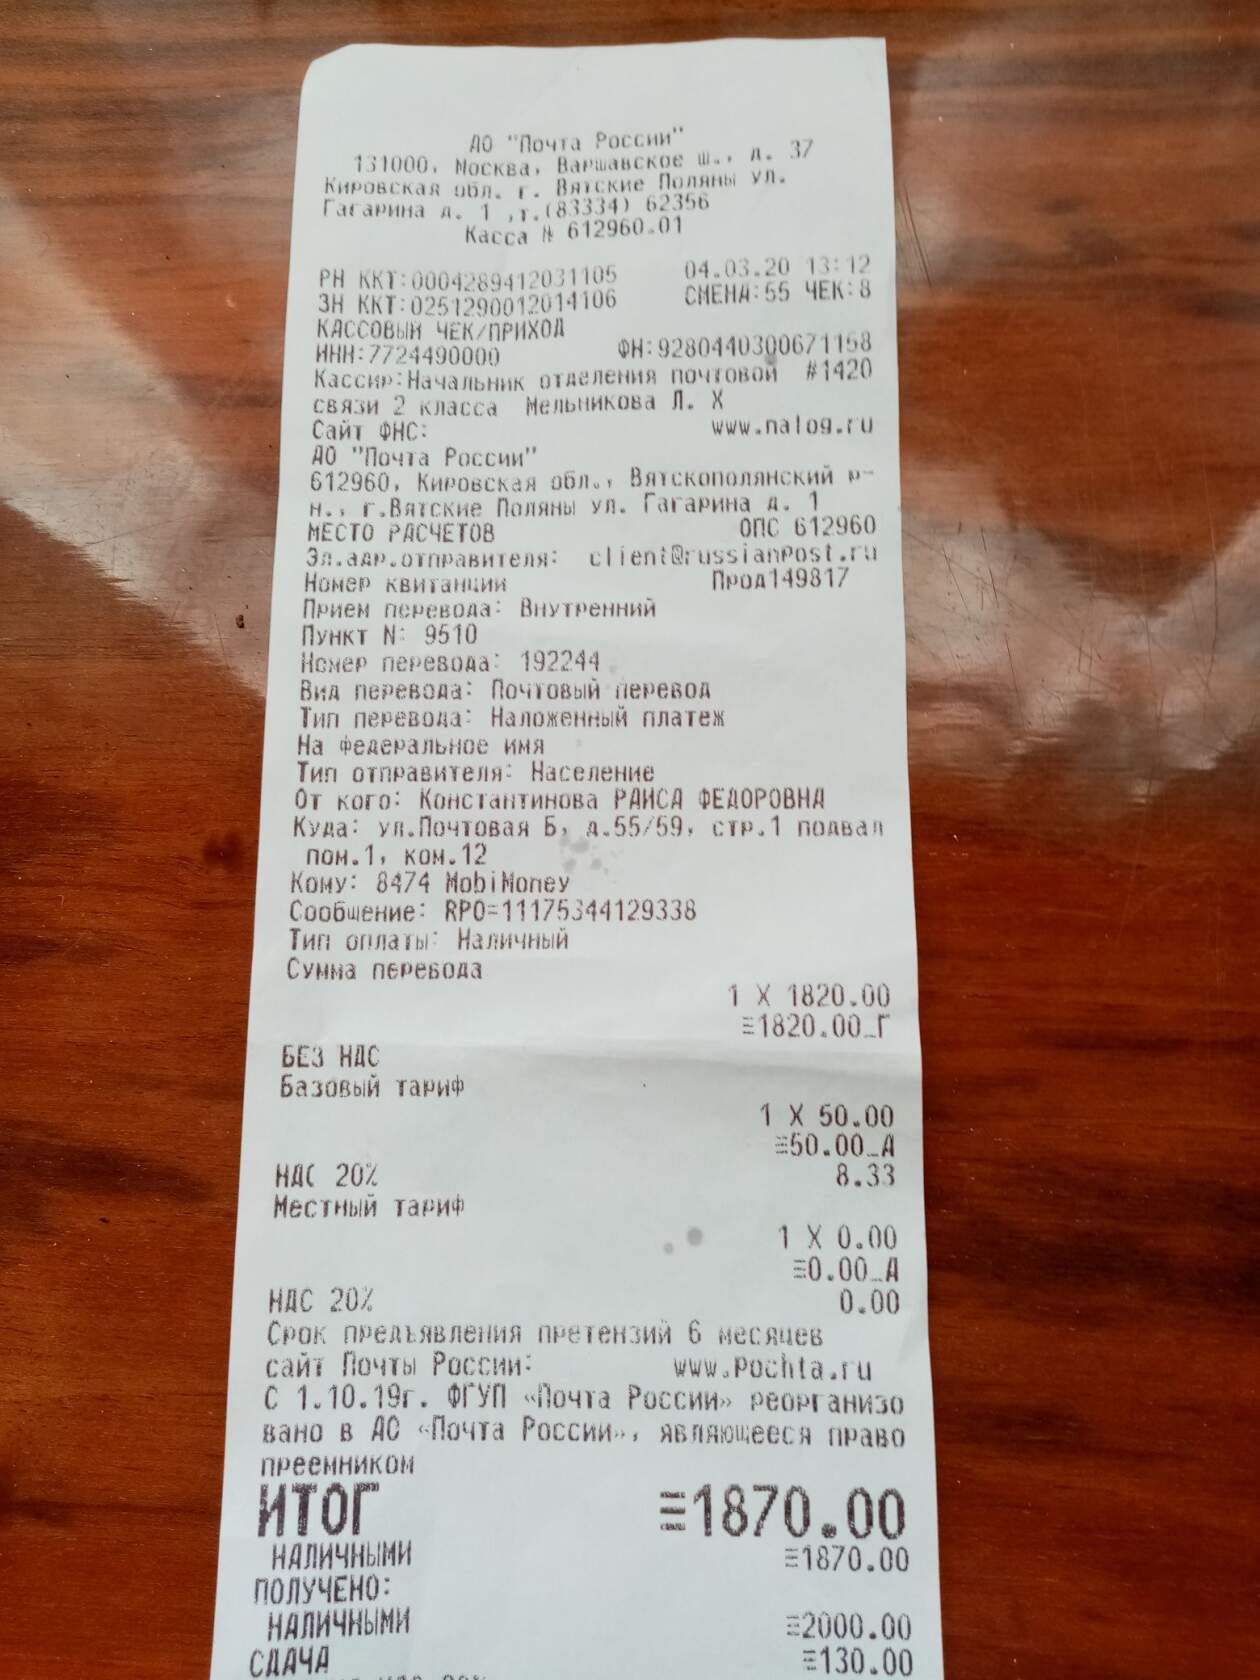 АО "Почта России"
131000, Москва, Варшавское ш., д. 37
Кировская обл. г. Вятские Поляны ул.
Гагарина д. 1 ,т.(83334) 62356
Касса № 612960.01
РН ККТ:0004289412031105 04.03.20 13:12
ЗН ККТ:0251290012014106 СМЕНА:55 ЧЕК:8
КАССОВЫЙ ЧЕК/ПРИХОД
ИНН:7724490000 ФН:9280440300671158
Кассир:Начальник отделения почтовой #1420
связи 2 класса Мельникова Л. Х
Сайт ФНС: www.nalog.ru
АО "Почта России"
612960, Кировская обл., Вятскополянский р-
н., г.Вятские Поляны ул. Гагарина д. 1
МЕСТО РАСЧЕТОВ ОПС 612960
Эл.адр.отправителя: client@russianpost.ru
Номер квитанции Прод149817
Прием перевода: Внутренний
Пункт N: 9510
Номер перевода: 192244
Вид перевода: Почтовый перевод
Тип перевода: Наложенный платеж
На федеральное имя
Тип отправителя: Население
От кого: Константинова РАИСА ФЕДОРОВНА
Куда: ул.Почтовая Б, д.55/59, стр.1 подвал
пом.1, ком.12
Кому: 8474 MobiMoney
Сообщение: RPO=11175344129338
Тип оплаты: Наличный
Сумма перевода
1 X 1820.00
≡1820.00_Г
БЕЗ НДС
Базовый тариф
1 X 50.00
≡50.00_А
НДС 20% 8.33
Местный тариф
1 X 0.00
≡0.00_А
НДС 20% 0.00
Срок предъявления претензий 6 месяцев
сайт Почты России: www.pochta.ru
С 1.10.19г. ФГУП «Почта России» реорганизо
вано в АО «Почта России», являющееся право
преемником
ИТОГ ≡1870.00
НАЛИЧНЫМИ ≡1870.00
ПОЛУЧЕНО:
НАЛИЧНЫМИ ≡2000.00
СДАЧА ≡130.00